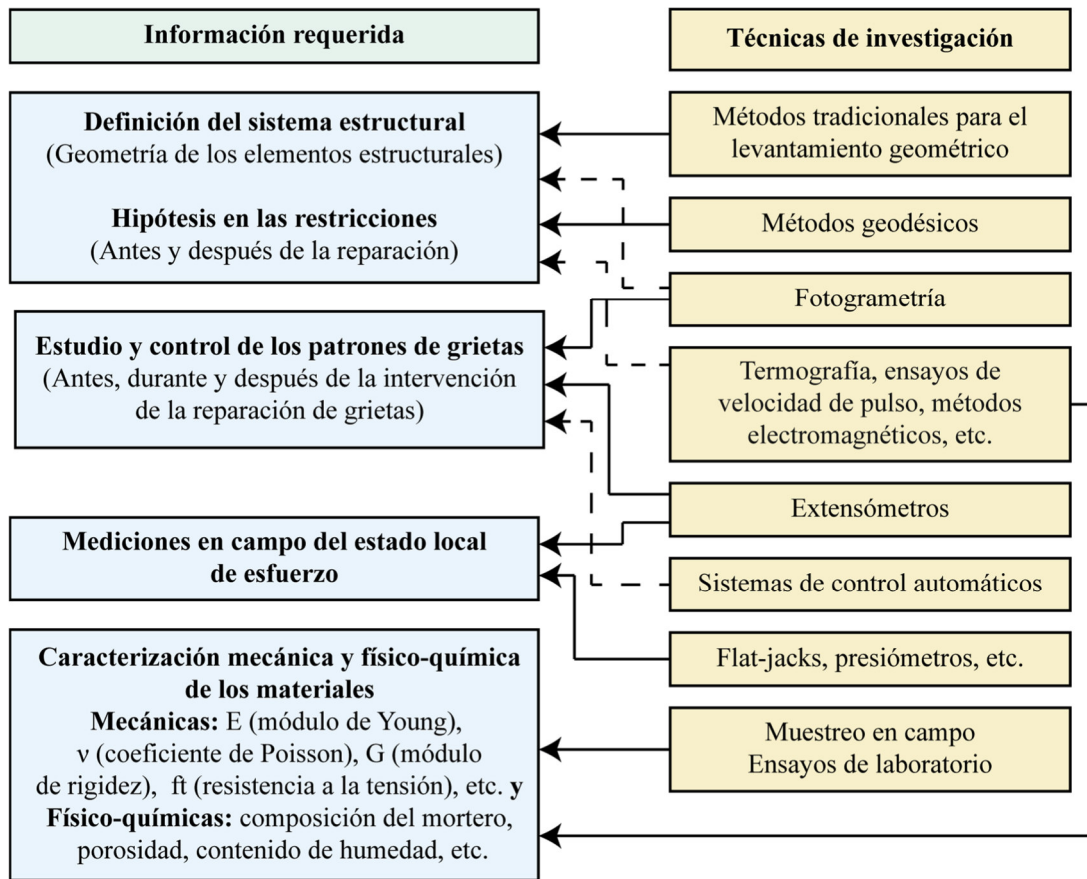 Información requerida
Definición del sistema estructural
(Geometría de los elementos estructurales)
Hipótesis en las restricciones
(Antes y después de la reparación)
Estudio y control de los patrones de grietas
(Antes, durante y después de la intervención
de la reparación de grietas)
Mediciones en campo del estado local
de esfuerzo
Caracterización mecánica y físico-química
de los materiales
Mecánicas: E (módulo de Young),
ν (coeficiente de Poisson), G (módulo
de rigidez), ft (resistencia a la tensión), etc. y
Físico-químicas: composición del mortero,
porosidad, contenido de humedad, etc.
Técnicas de investigación
Métodos tradicionales para el
levantamiento geométrico
Métodos geodésicos
Fotogrametría
Termografía, ensayos de
velocidad de pulso, métodos
electromagnéticos, etc.
Extensómetros
Sistemas de control automáticos
Flat-jacks, presiómetros, etc.
Muestreo en campo
Ensayos de laboratorio